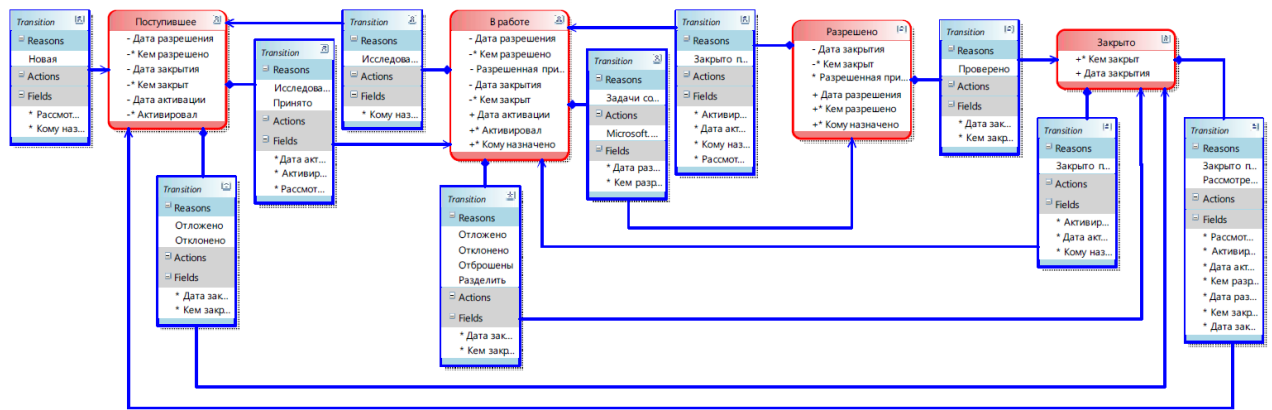 Transition
Reasons
Новая
Actions
Fields
* Рассмот...
* Кому наз...
Поступившее
- Дата разрешения
-* Кем разрешено
- Дата закрытия
-* Кем закрыт
- Дата активации
-* Активировал
Transition
Reasons
Отложено
Отклонено
Actions
Fields
* Дата зак...
* Кем закр...
Transition
Reasons
Исследова...
Принято
Actions
Fields
*Дата акт...
* Активир...
* Рассмот...
Transition
Reasons
Исследова...
Actions
Fields
* Кому наз...
В работе
- Дата разрешения
-* Кем разрешено
- Разрешенная при...
- Дата закрытия
-* Кем закрыт
+ Дата активации
+* Активировал
+* Кому назначено
Transition
Reasons
Отложено
Отклонено
Отброшены
Разделить
Actions
Fields
* Дата зак...
* Кем закр...
Transition
Reasons
Задачи со...
Actions
Microsoft....
Fields
* Дата раз...
* Кем разр...
Transition
Reasons
Закрыто п...
Actions
Fields
* Активир...
* Дата акт...
* Кому наз...
* Рассмот...
Разрешено
- Дата закрытия
-* Кем закрыт
* Разрешенная при...
+ Дата разрешения
+* Кем разрешено
+* Кому назначено
Transition
Reasons
Проверено
Actions
Fields
* Дата зак...
* Кем закр...
Закрыто
+* Кем закрыт
+ Дата закрытия
Transition
Reasons
Закрыто п...
Actions
Fields
* Активир...
* Дата акт...
* Кому наз...
Transition
Reasons
Закрыто п...
Рассмотре...
Actions
Fields
* Рассмот...
* Активир...
* Дата акт...
* Кем разр...
* Дата раз...
* Кем закр...
* Дата зак...